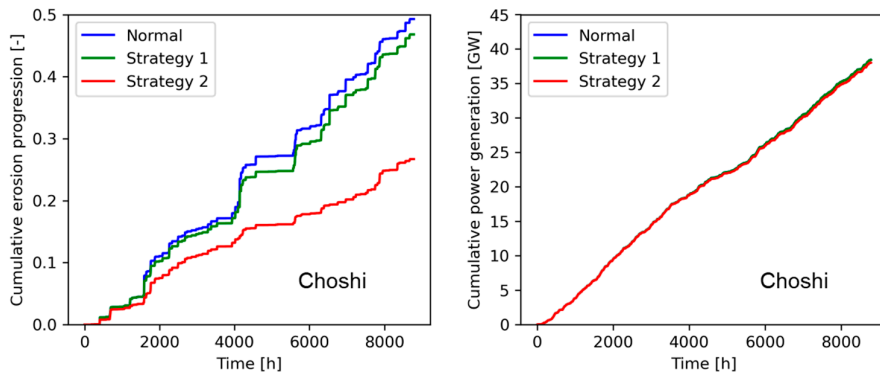 Cumulative erosion progression [-]
0.5
0.4
0.3
0.2
0.1
0.0
Normal
Strategy 1
Strategy 2
Choshi
0 2000 4000 6000 8000
Time [h]
Cumulative power generation [GW]
45
40
35
30
25
20
15
10
5
0
Normal
Strategy 1
Strategy 2
Choshi
0 2000 4000 6000 8000
Time [h]